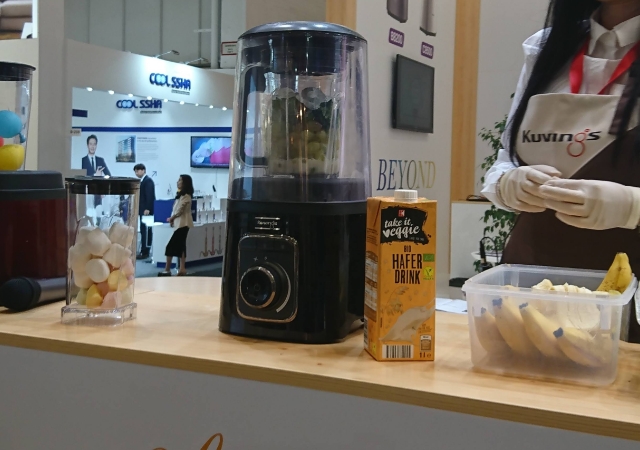 COOL SSHA
COOL SSHA
BEYOND
Kuvings
take it
veggie
BIO
HAFER
DRINK